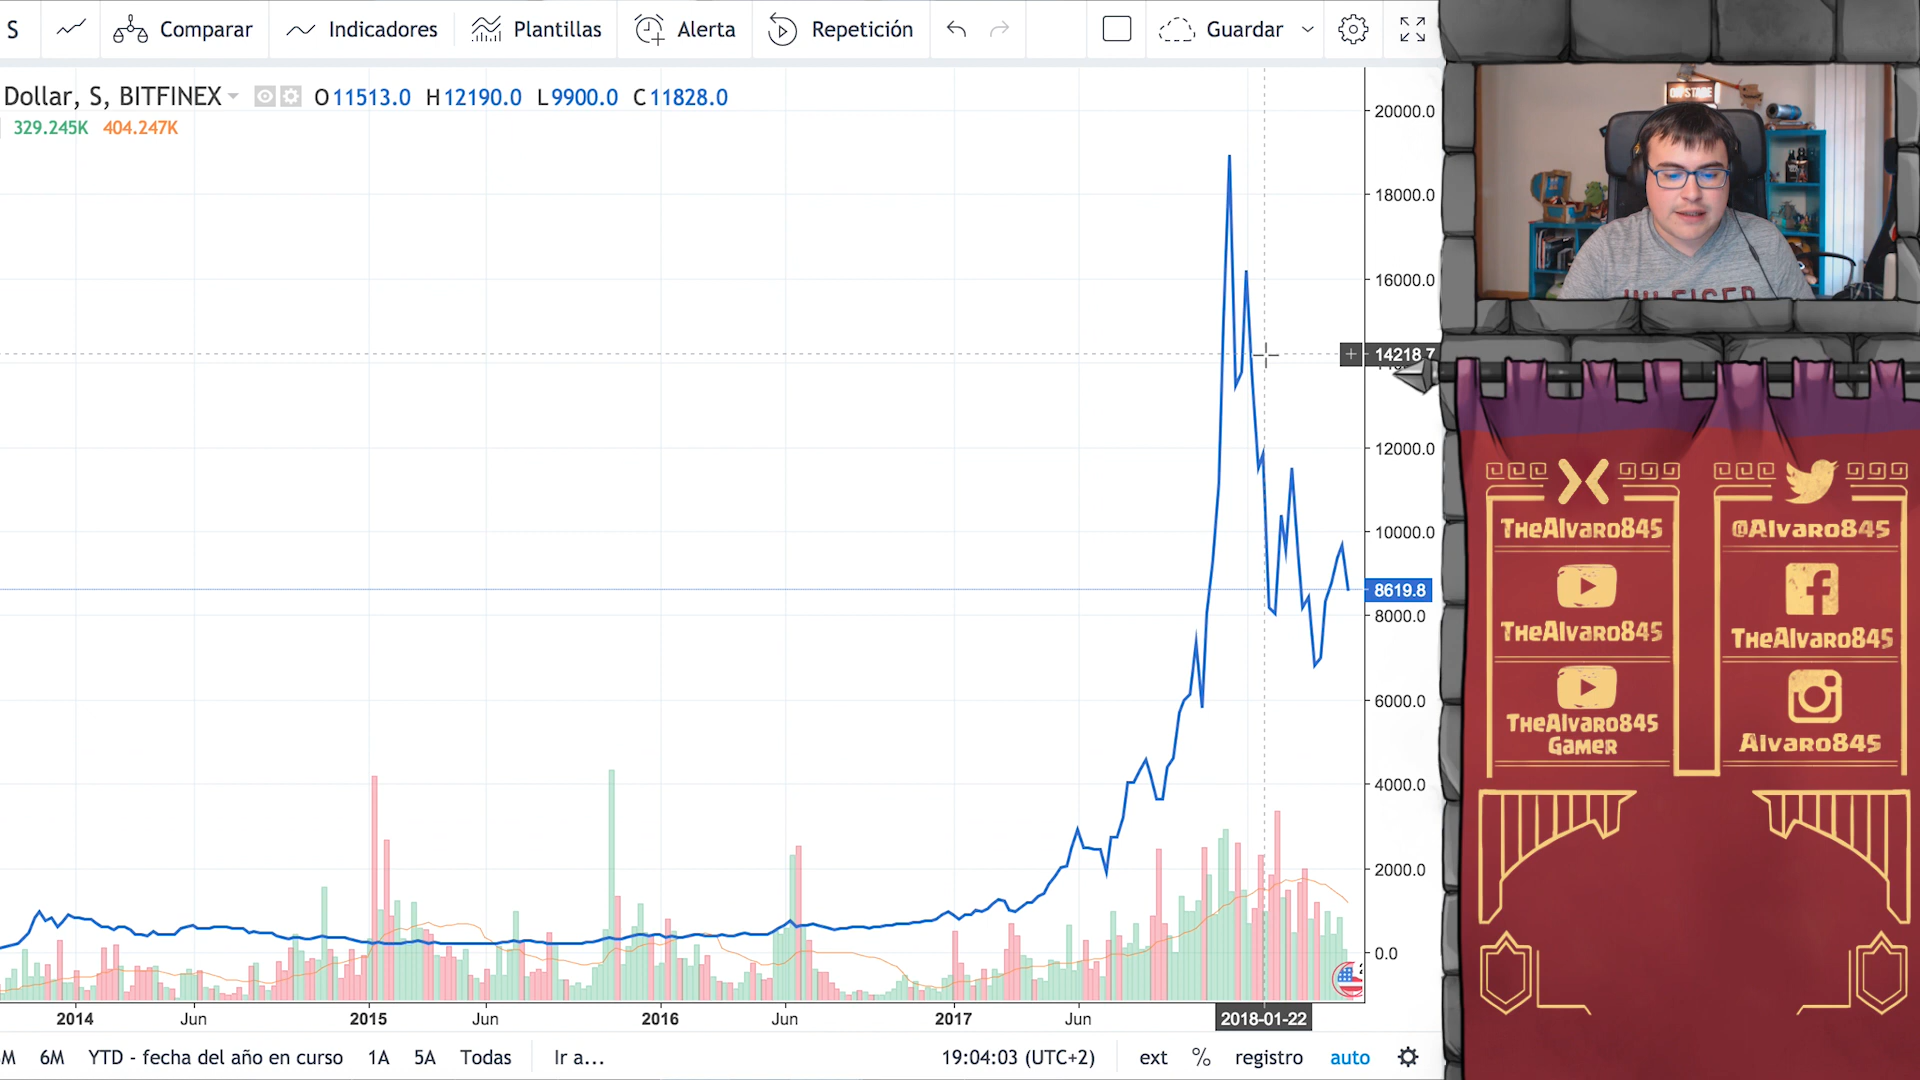 S Comparar Indicadores Plantillas Alerta Repetición Guardar
Dollar, S, BITFINEX O11513.0 H12190.0 L9900.0 C11828.0
329.245K 404.247K
20000.0
18000.0
16000.0
14218.7
12000.0
10000.0
8619.8
8000.0
6000.0
4000.0
2000.0
0.0
2014 Jun 2015 Jun 2016 Jun 2017 Jun 2018-01-22
6M YTD - fecha del año en curso 1A 5A Todas Ir a... 19:04:03 (UTC+2) ext % registro auto
TheAlvaro845
TheAlvaro845
TheAlvaro845
Gamer
@Alvaro845
TheAlvaro845
Alvaro845